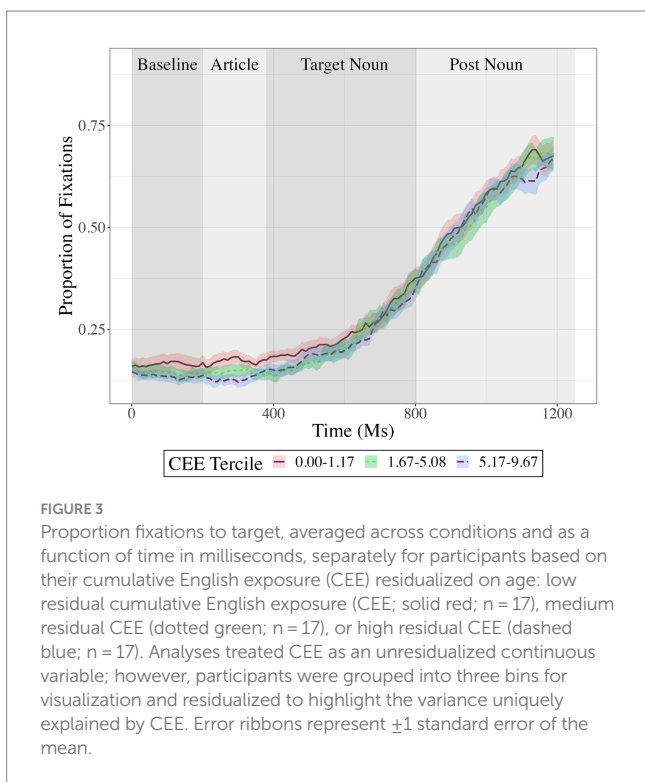 Baseline Article Target Noun Post Noun
0.75
0.50
0.25
Proportion of Fixations
0 400 800 1200
Time (Ms)
CEE Tercile 0.00-1.17 1.67-5.08 5.17-9.67
FIGURE 3
Proportion fixations to target, averaged across conditions and as a
function of time in milliseconds, separately for participants based on
their cumulative English exposure (CEE) residualized on age: low
residual cumulative English exposure (CEE; solid red; n = 17), medium
residual CEE (dotted green; n = 17), or high residual CEE (dashed
blue; n = 17). Analyses treated CEE as an unresidualized continuous
variable; however, participants were grouped into three bins for
visualization and residualized to highlight the variance uniquely
explained by CEE. Error ribbons represent ±1 standard error of the
mean.